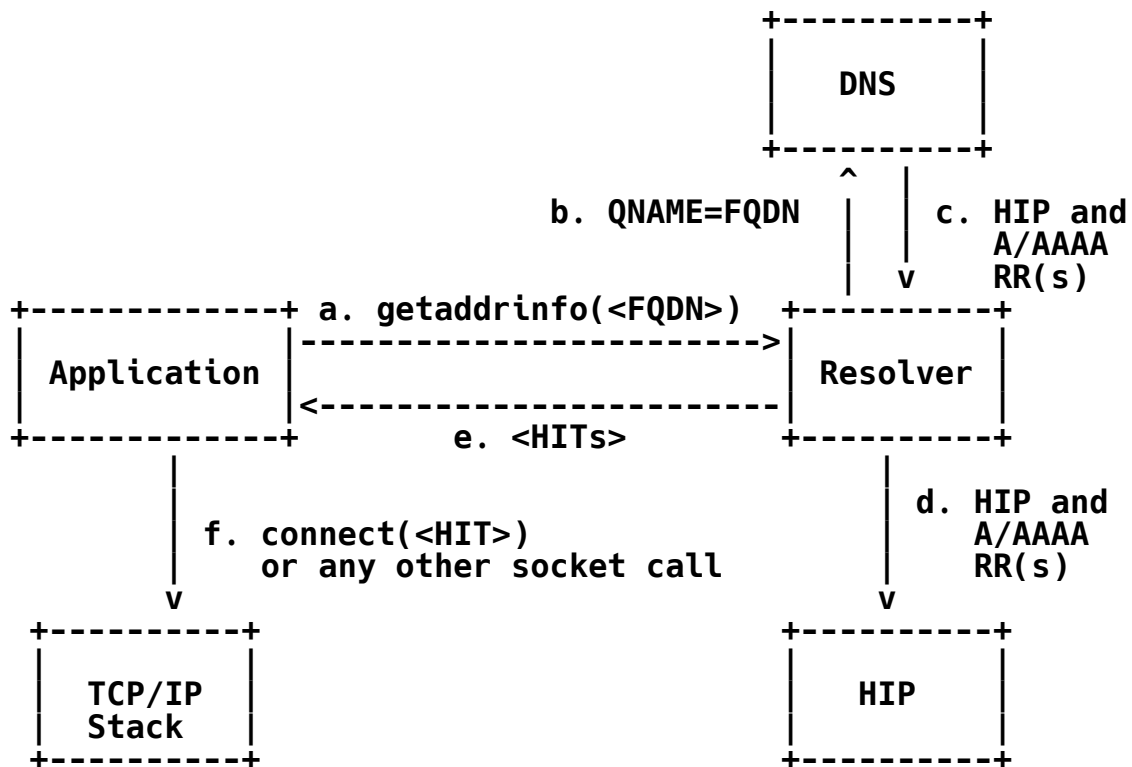 DNS
b. QNAME=FQDN
c. HIP and
A/AAAA
RR(s)
a. getaddrinfo(<FQDN>)
Application
Resolver
e. <HITs>
d. HIP and
A/AAAA
RR(s)
f. connect(<HIT>)
or any other socket call
TCP/IP
Stack
HIP